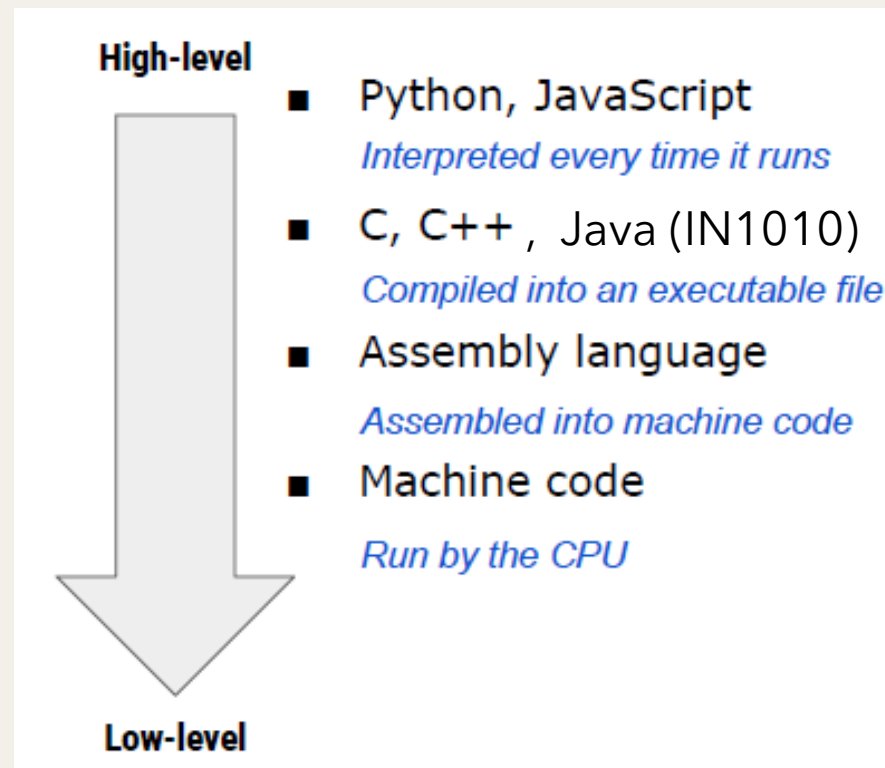 High-level
■ Python, JavaScript
Interpreted every time it runs
■ C, C++ , Java (IN1010)
Compiled into an executable file
■ Assembly language
Assembled into machine code
■ Machine code
Run by the CPU
Low-level